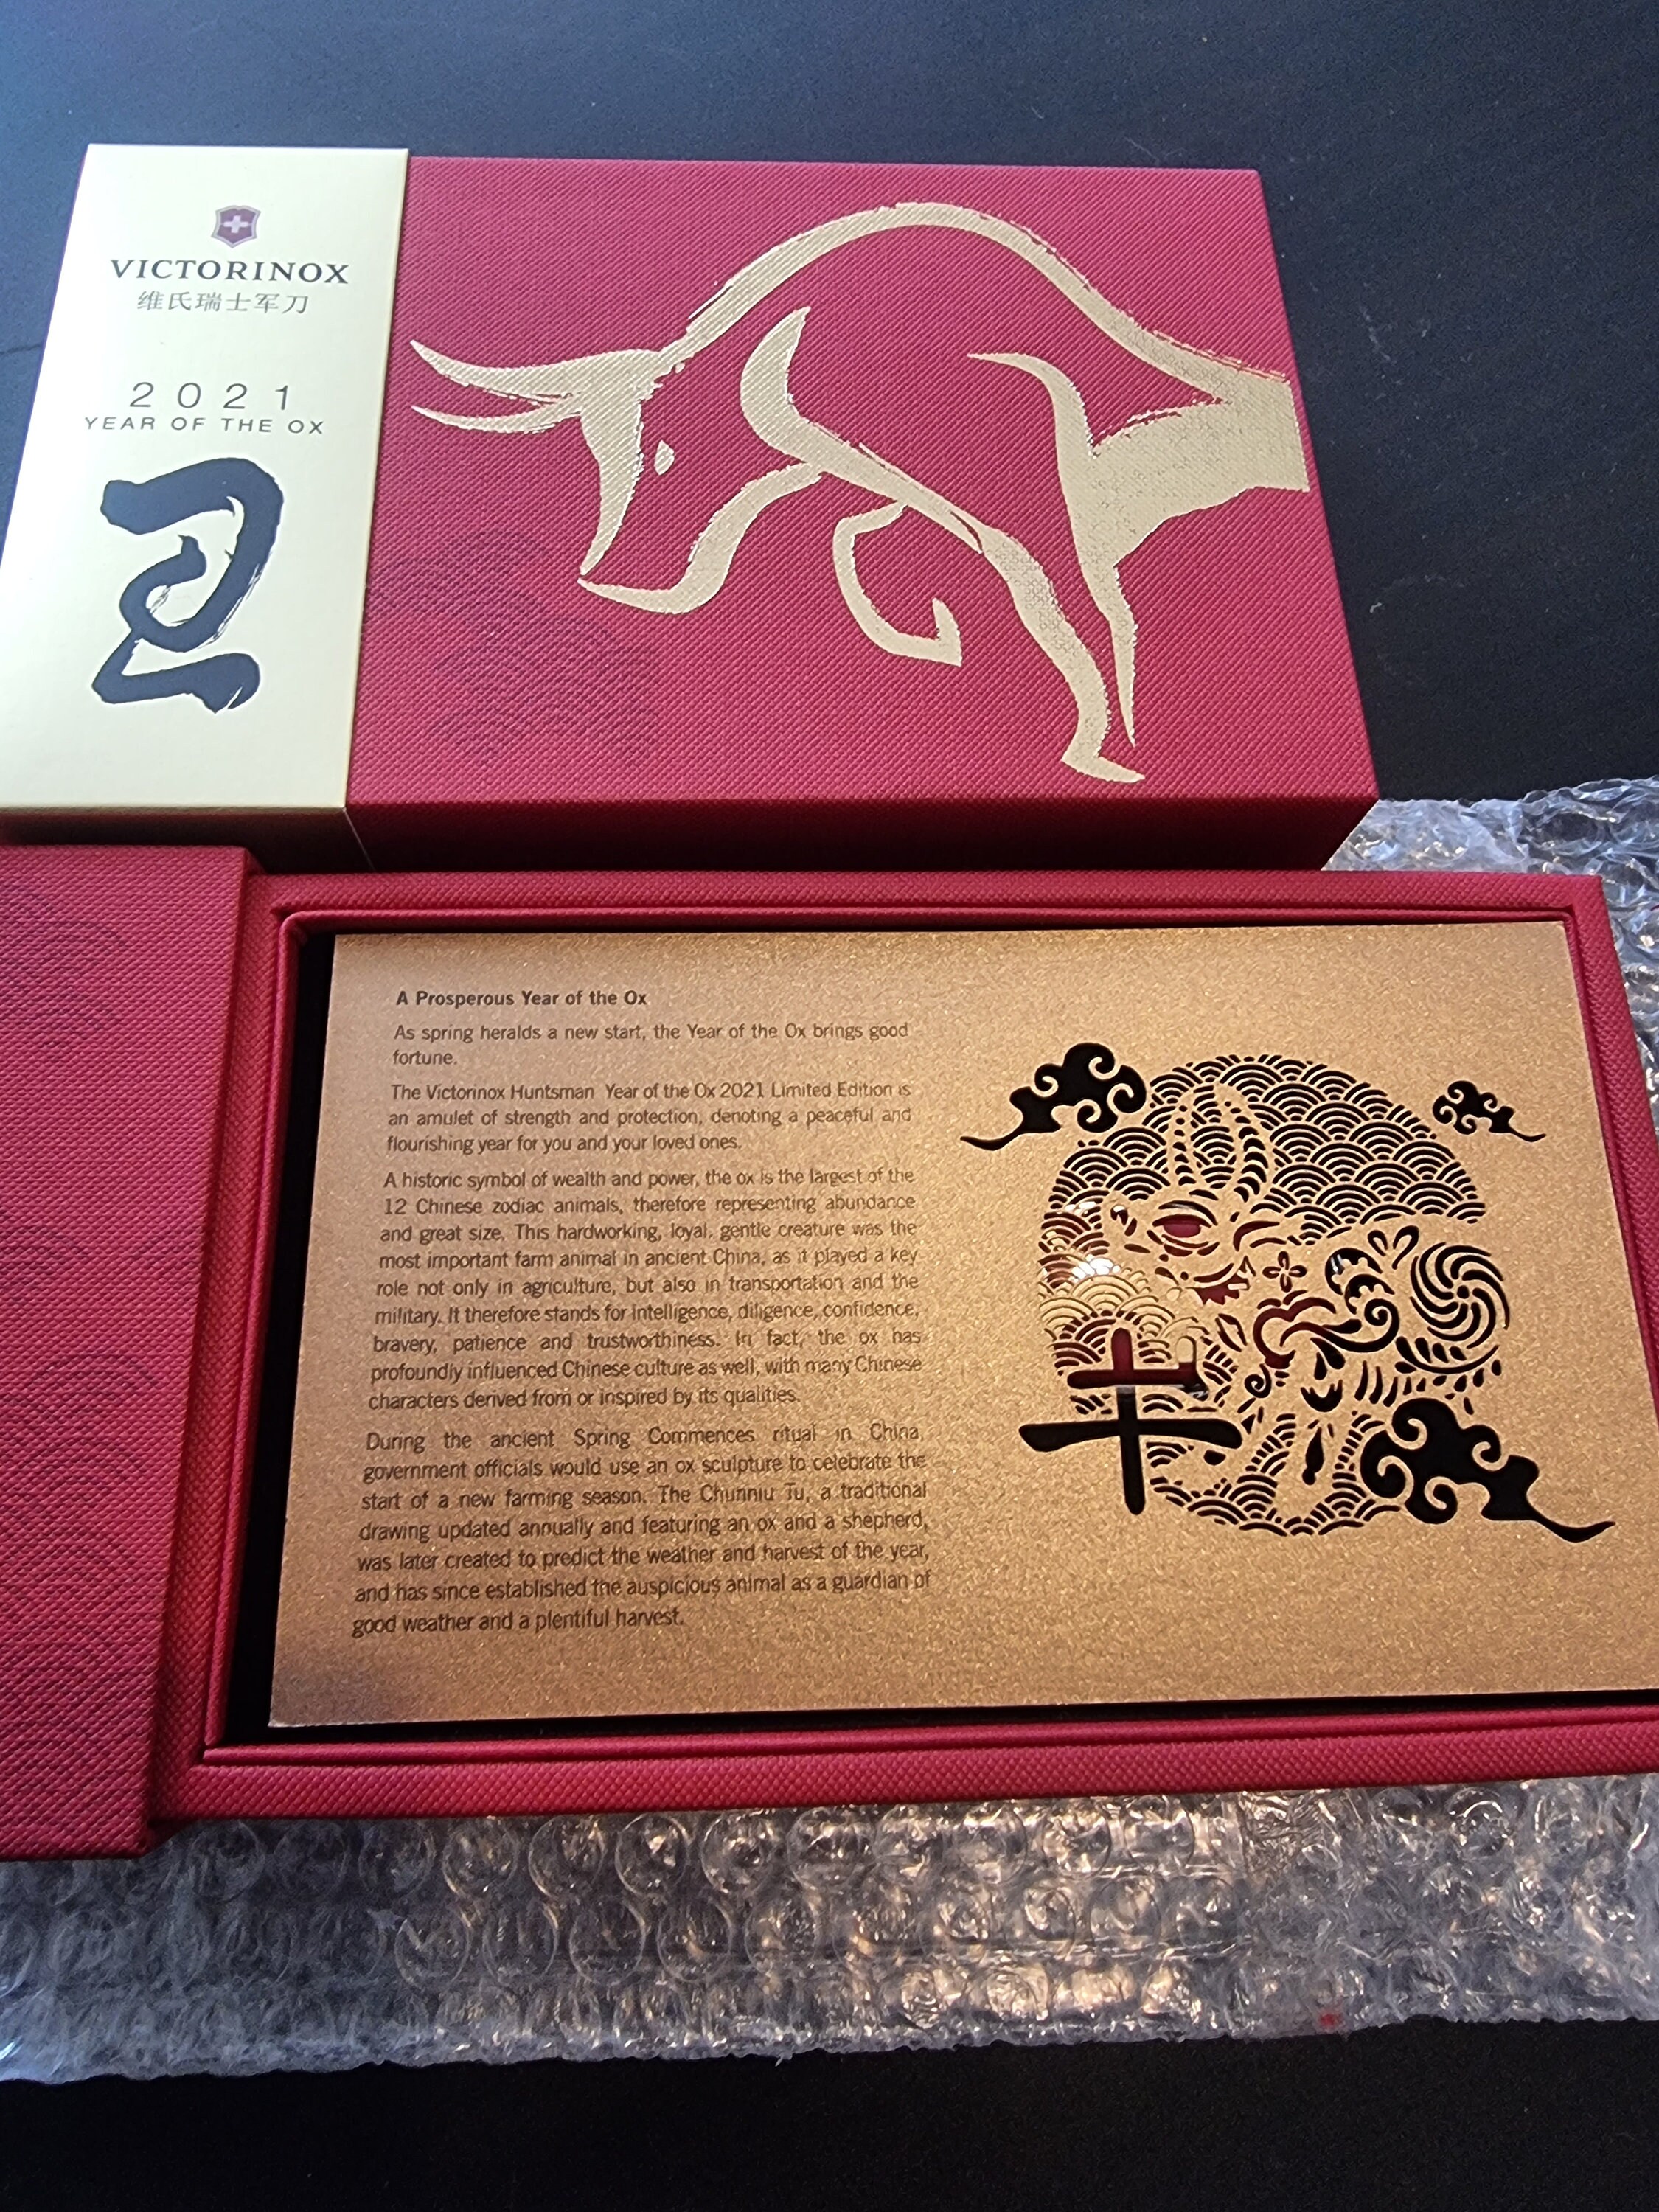 VICTORINOX
维氏瑞士军刀
2021
YEAR OF THE OX
A Prosperous Year of the Ox
As spring heralds a new start, the Year of the Ox brings good
fortune.
The Victorinox Huntsman Year of the Ox 2021 Limited Edition is
an amulet of strength and protection, denoting a peaceful and
flourishing year for you and your loved ones.
A historic symbol of wealth and power, the ox is the largest of the
12 Chinese zodiac animals, therefore representing abundance
and great size. This hardworking, loyal, gentle creature was the
most important farm animal in ancient China, as it played a key
role not only in agriculture, but also in transportation and the
military. It therefore stands for intelligence, diligence, confidence,
bravery, patience and trustworthiness. In fact, the ox has
profoundly influenced Chinese culture as well, with many Chinese
characters derived from or inspired by its qualities.
During the ancient Spring Commences ritual in China,
government officials would use an ox sculpture to celebrate the
start of a new farming season. The Chunniu Tu, a traditional
drawing updated annually and featuring an ox and a shepherd,
was later created to predict the weather and harvest of the year,
and has since established the auspicious animal as a guardian of
good weather and a plentiful harvest.
牛